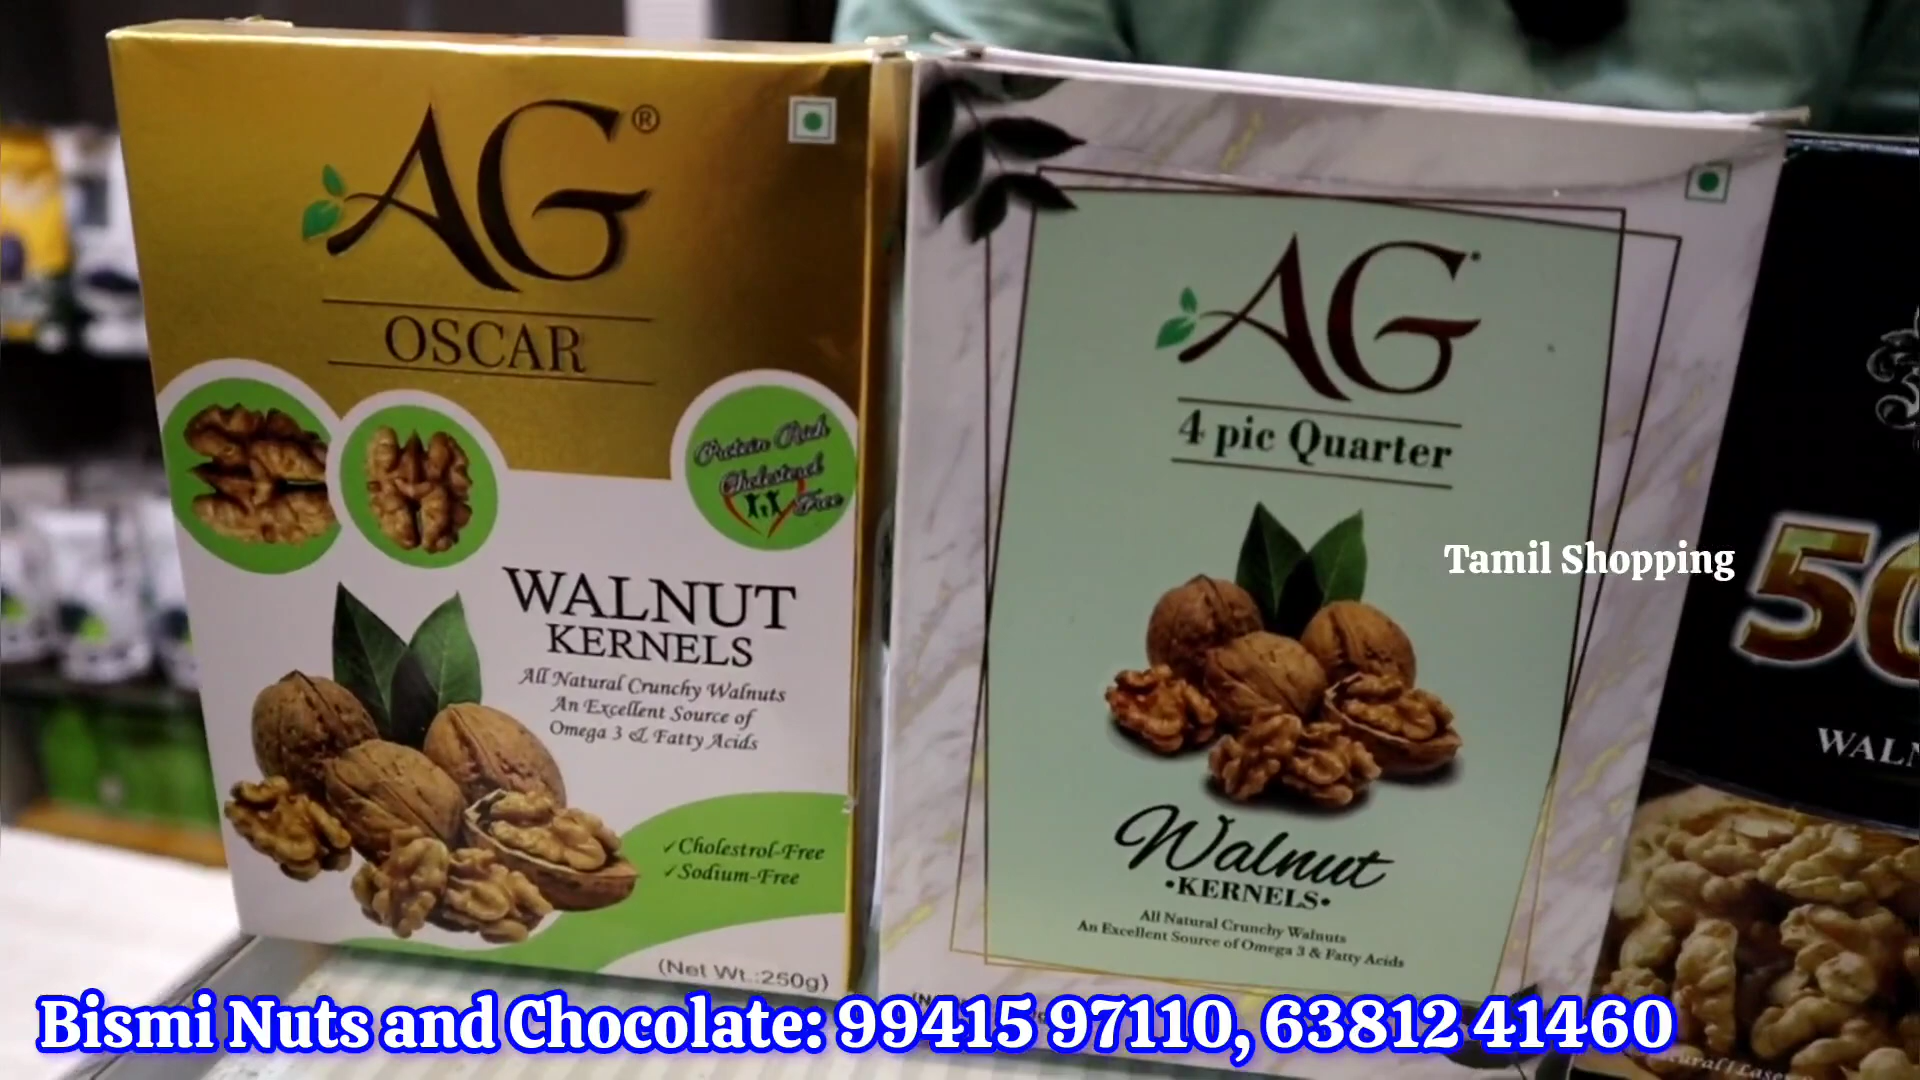 AG®
OSCAR
Protein Rich
Cholesterol
Free
WALNUT
KERNELS
All Natural Crunchy Walnuts
An Excellent Source of
Omega 3 & Fatty Acids
✓Cholestrol-Free
✓Sodium-Free
(Net Wt.:250g)
AG
4 pic Quarter
Walnut
•KERNELS•
All Natural Crunchy Walnuts
An Excellent Source of Omega 3 & Fatty Acids
Tamil Shopping
Bismi Nuts and Chocolate: 99415 97110, 63812 41460